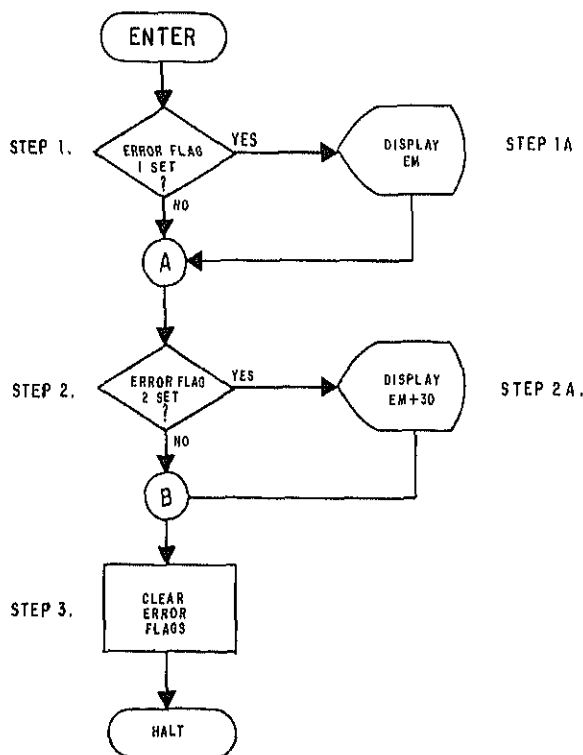 ENTER
STEP 1.
ERROR FLAG
1 SET
?
YES
DISPLAY
EM
STEP 1A
NO
A
STEP 2.
ERROR FLAG
2 SET
?
YES
DISPLAY
EM+30
STEP 2A.
NO
B
STEP 3.
CLEAR
ERROR
FLAGS
HALT